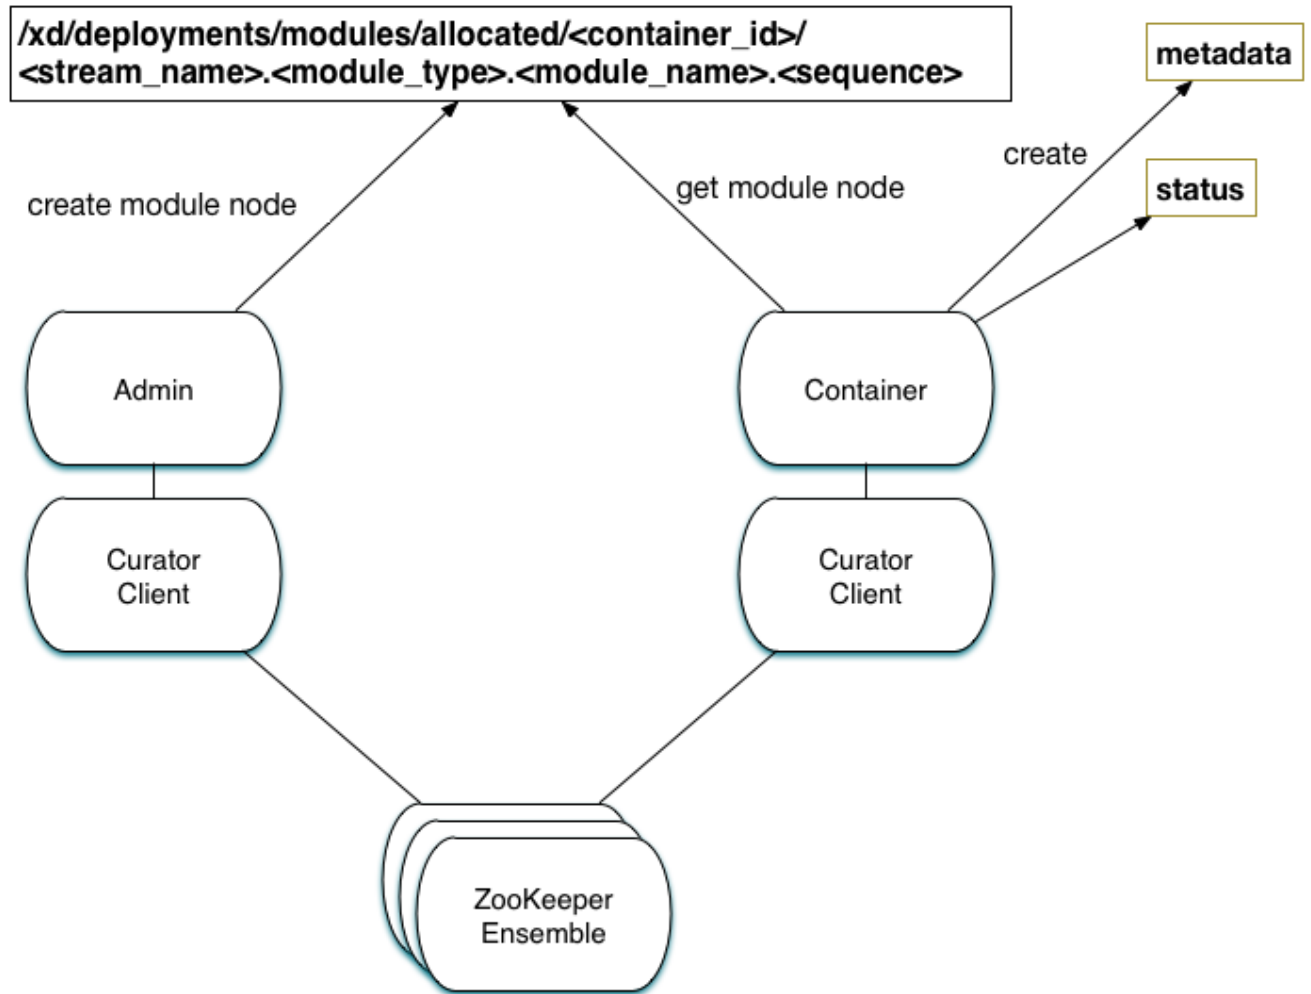 /xd/deployments/modules/allocated/<container_id>/
<stream_name>.<module_type>.<module_name>.<sequence>
metadata
create
status
get module node
create module node
Admin
Container
Curator
Client
Curator
Client
ZooKeeper
Ensemble